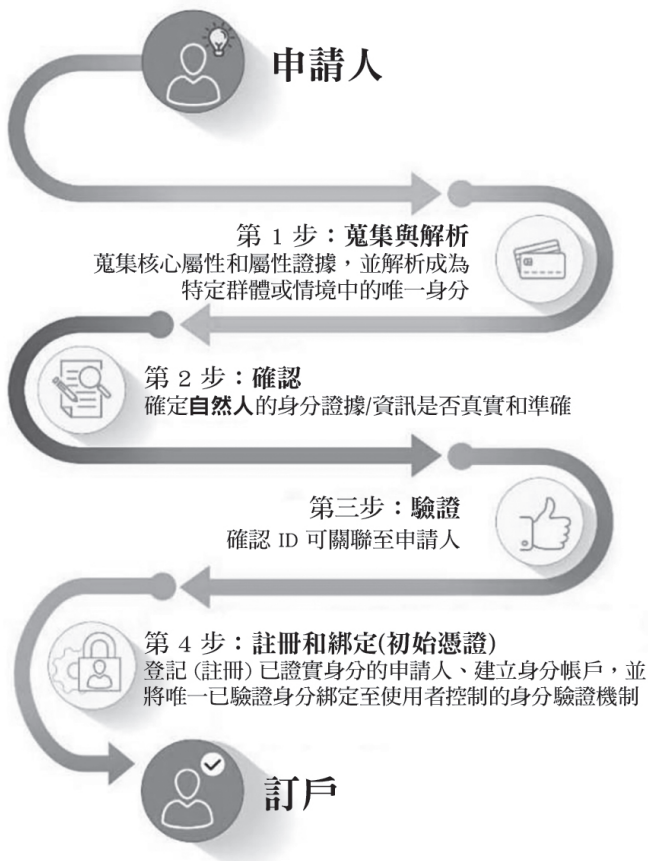 申請人
第 1 步：蒐集與解析
蒐集核心屬性和屬性證據，並解析成為
特定群體或情境中的唯一身分
第 2 步：確認
確定自然人的身分證據/資訊是否真實和準確
第三步：驗證
確認 ID 可關聯至申請人
第 4 步：註冊和綁定(初始憑證)
登記 (註冊) 已證實身分的申請人、建立身分帳戶，並
將唯一已驗證身分綁定至使用者控制的身分驗證機制
訂戶